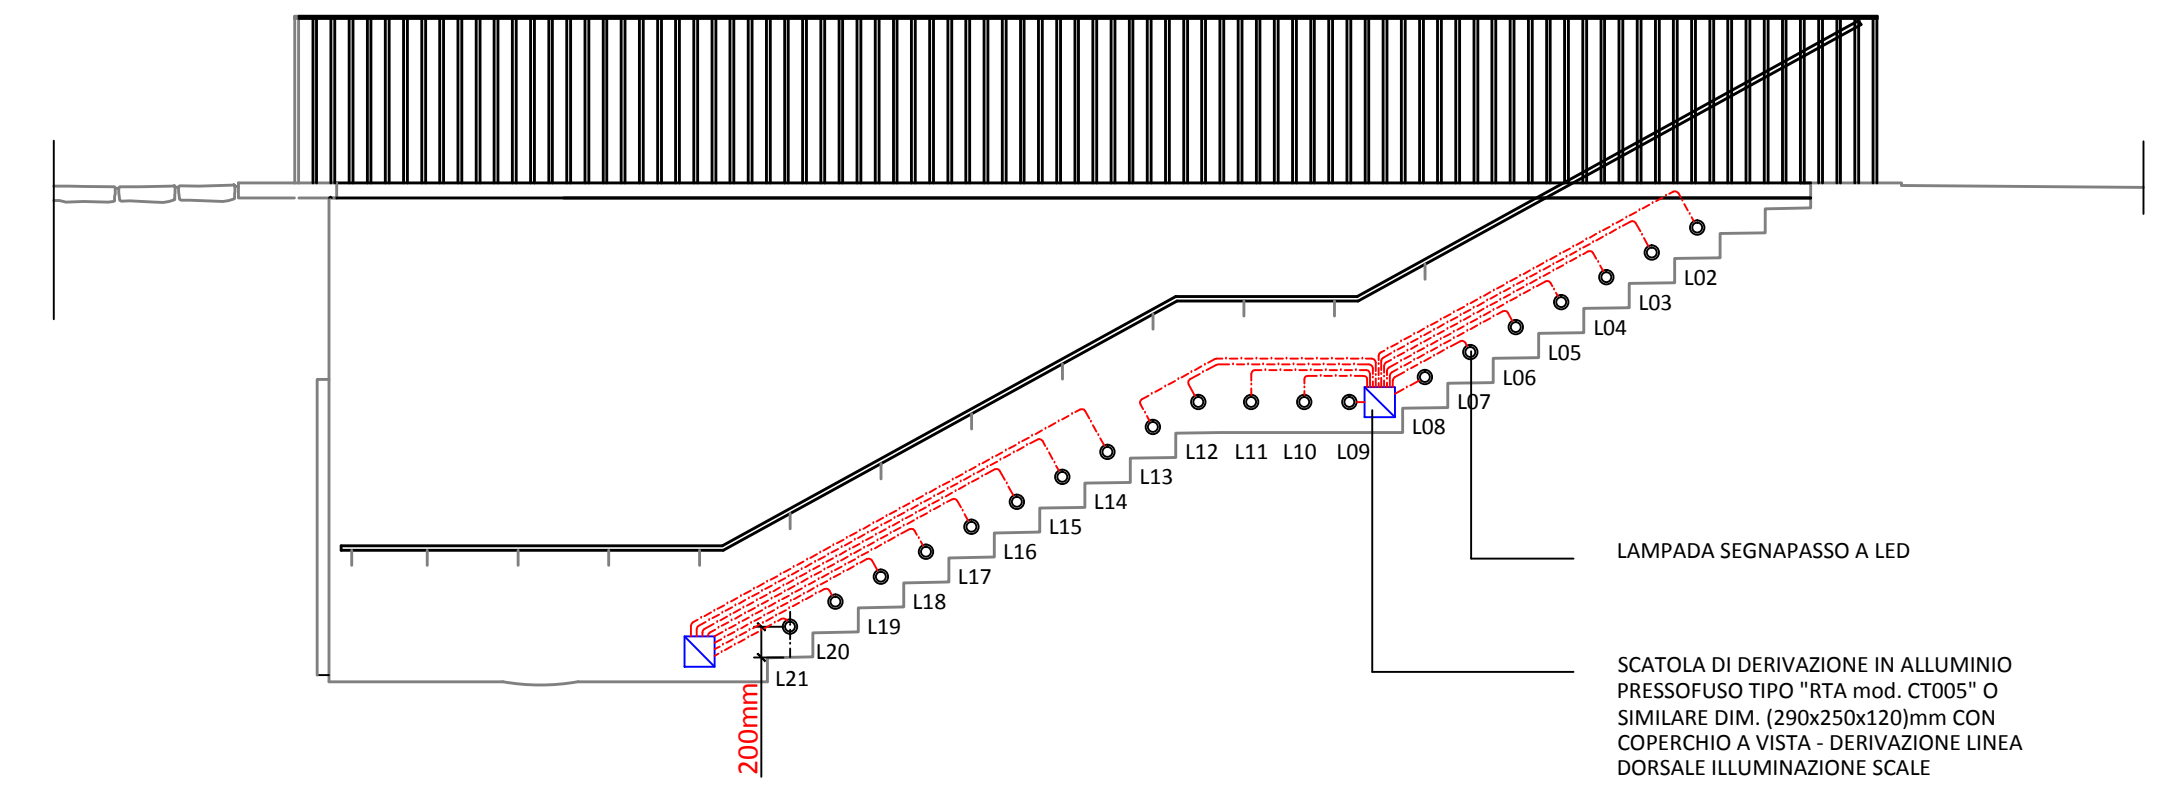 L02
L03
L04
L05
L06
L07
L08
L12 L11 L10 L09
L13
L14
L15
L16
L17
L18
L19
L20
L21
200mm
LAMPADA SEGNAPASSO A LED
SCATOLA DI DERIVAZIONE IN ALLUMINIO
PRESSOFUSO TIPO "RTA mod. CT005" O
SIMILARE DIM. (290x250x120)mm CON
COPERCHIO A VISTA - DERIVAZIONE LINEA
DORSALE ILLUMINAZIONE SCALE